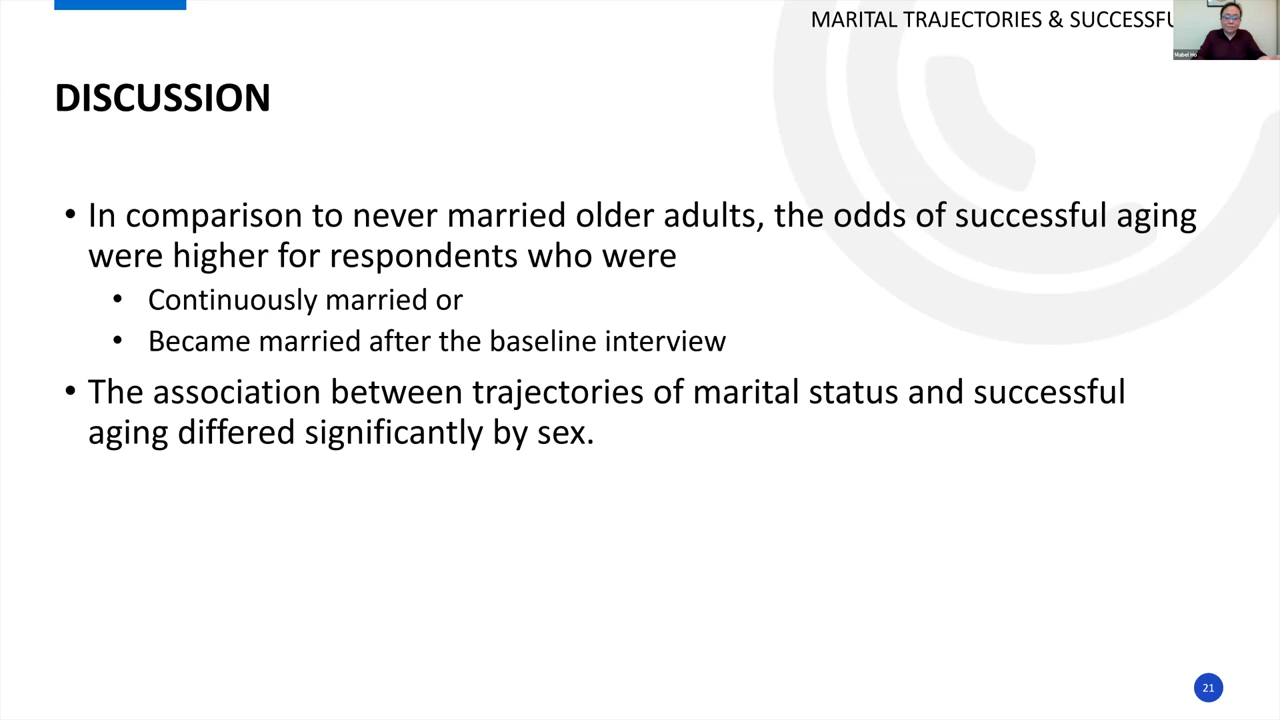 MARITAL TRAJECTORIES & SUCCESSFU
Mabel Ho
DISCUSSION
• In comparison to never married older adults, the odds of successful aging
were higher for respondents who were
• Continuously married or
• Became married after the baseline interview
• The association between trajectories of marital status and successful
aging differed significantly by sex.
21